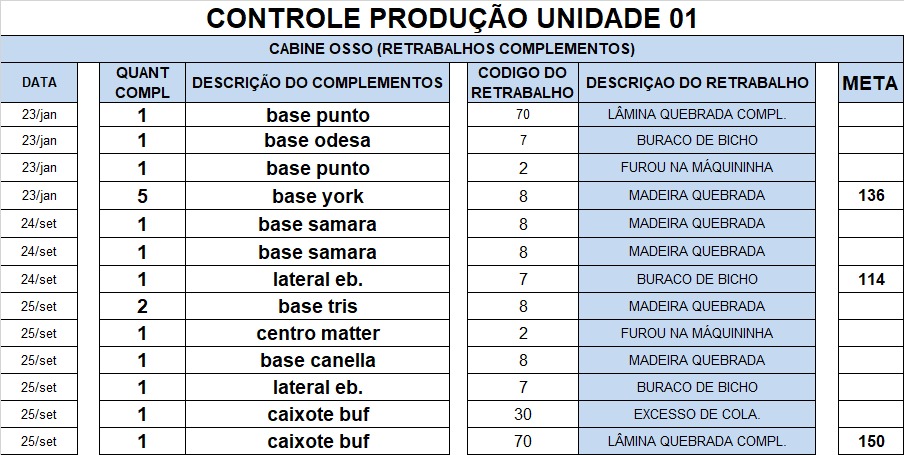 CONTROLE PRODUÇÃO UNIDADE 01
CABINE OSSO (RETRABALHOS COMPLEMENTOS)
DATA QUANT COMPL DESCRIÇÃO DO COMPLEMENTOS CODIGO DO RETRABALHO DESCRIÇAO DO RETRABALHO META
23/jan 1 base punto 70 LÂMINA QUEBRADA COMPL.
23/jan 1 base odesa 7 BURACO DE BICHO
23/jan 1 base punto 2 FUROU NA MÁQUININHA
23/jan 5 base york 8 MADEIRA QUEBRADA 136
24/set 1 base samara 8 MADEIRA QUEBRADA
24/set 1 base samara 8 MADEIRA QUEBRADA
24/set 1 lateral eb. 7 BURACO DE BICHO 114
25/set 2 base tris 8 MADEIRA QUEBRADA
25/set 1 centro matter 2 FUROU NA MÁQUININHA
25/set 1 base canella 8 MADEIRA QUEBRADA
25/set 1 lateral eb. 7 BURACO DE BICHO
25/set 1 caixote buf 30 EXCESSO DE COLA.
25/set 1 caixote buf 70 LÂMINA QUEBRADA COMPL. 150